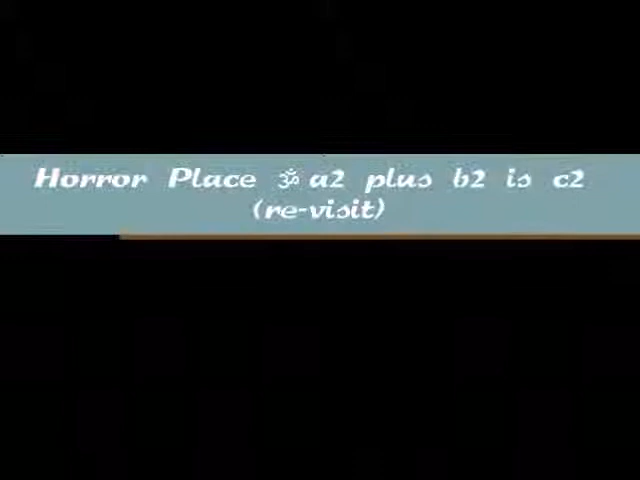 Horror Place ॐ a2 plus b2 is c2
(re-visit)